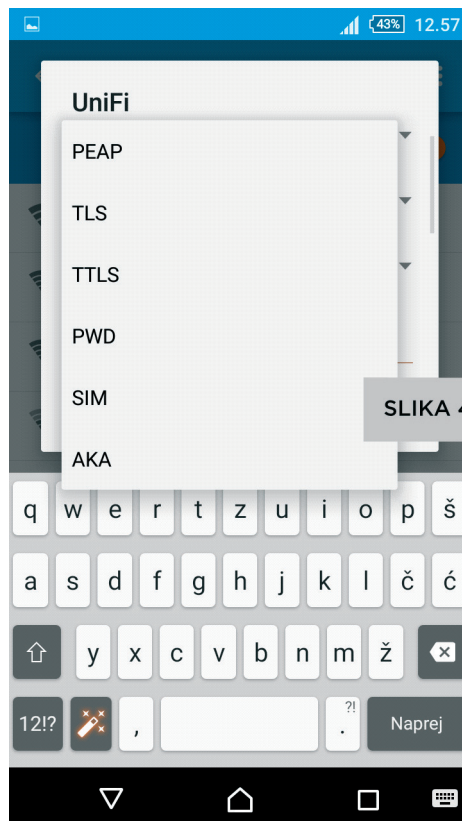 43% 12.57
UniFi
PEAP
TLS
TTLS
PWD
SIM
SLIKA 4
AKA
q w e r t z u i o p š
a s d f g h j k l č ć
y x c v b n m ž
12!? , ?! . Naprej